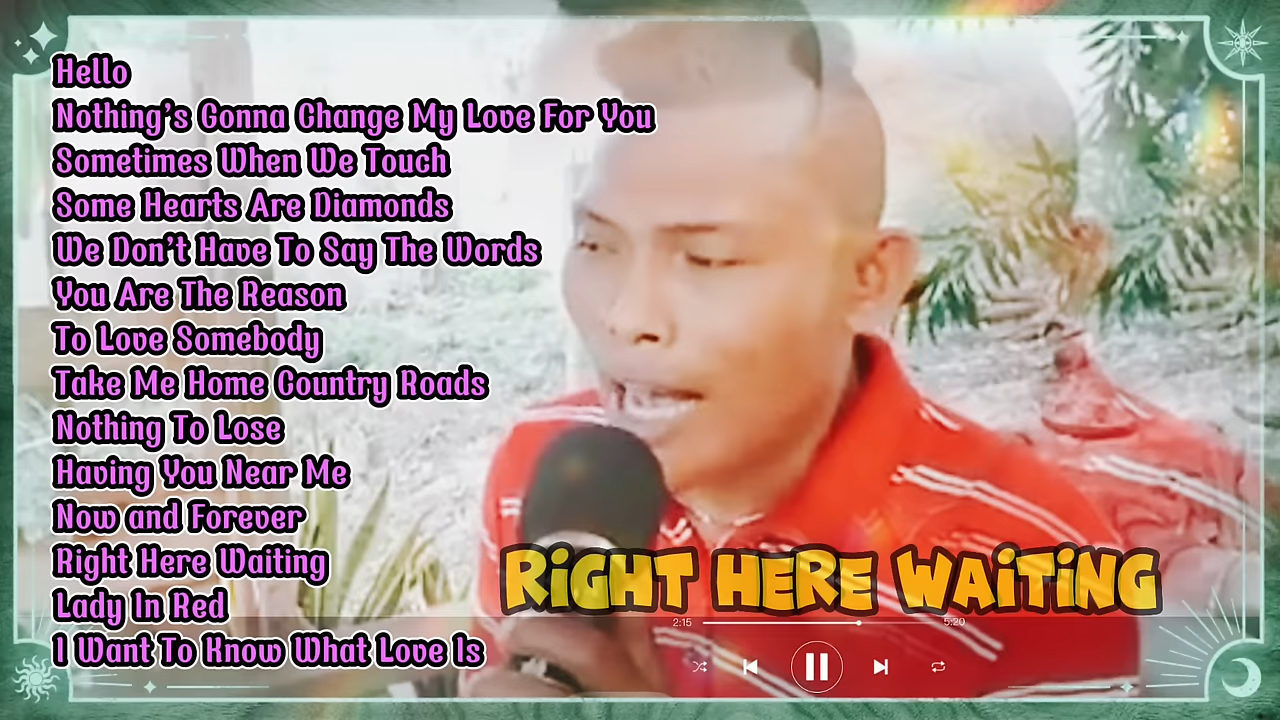 Hello
Nothing's Gonna Change My Love For You
Sometimes When We Touch
Some Hearts Are Diamonds
We Don't Have To Say The Words
You Are The Reason
To Love Somebody
Take Me Home Country Roads
Nothing To Lose
Having You Near Me
Now and Forever
Right Here Waiting
Lady In Red
I Want To Know What Love Is
RiGHT HERE WAiTiNG
2:15 5:20